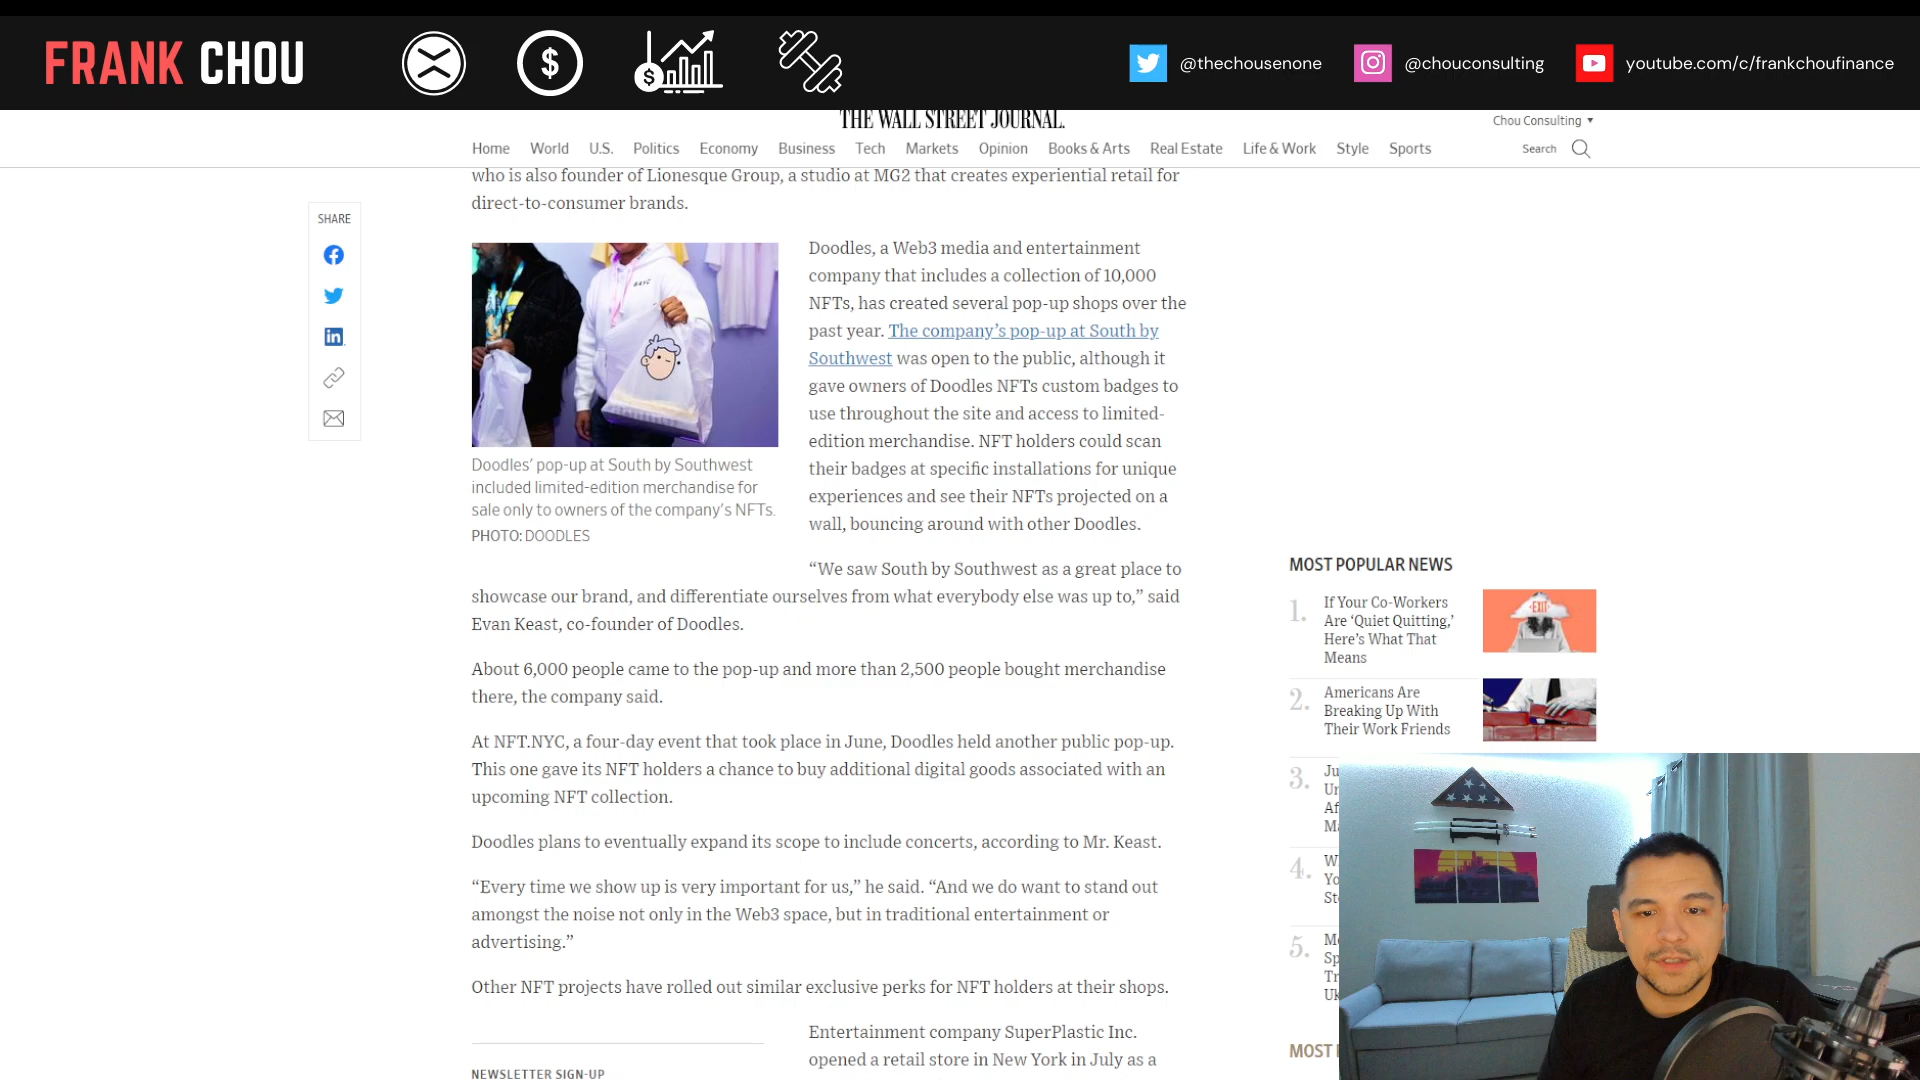 FRANK CHOU
@thechousenone
@chouconsulting
youtube.com/c/frankchoufinance
THE WALL STREET JOURNAL.
Chou Consulting
Home World U.S. Politics Economy Business Tech Markets Opinion Books & Arts Real Estate Life & Work Style Sports
Search
who is also founder of Lionesque Group, a studio at MG2 that creates experiential retail for
direct-to-consumer brands.
SHARE
Doodles, a Web3 media and entertainment
company that includes a collection of 10,000
NFTs, has created several pop-up shops over the
past year. The company’s pop-up at South by
Southwest was open to the public, although it
gave owners of Doodles NFTs custom badges to
use throughout the site and access to limited-
edition merchandise. NFT holders could scan
their badges at specific installations for unique
experiences and see their NFTs projected on a
wall, bouncing around with other Doodles.
Doodles’ pop-up at South by Southwest
included limited-edition merchandise for
sale only to owners of the company’s NFTs.
PHOTO: DOODLES
“We saw South by Southwest as a great place to
showcase our brand, and differentiate ourselves from what everybody else was up to,” said
Evan Keast, co-founder of Doodles.
About 6,000 people came to the pop-up and more than 2,500 people bought merchandise
there, the company said.
At NFT.NYC, a four-day event that took place in June, Doodles held another public pop-up.
This one gave its NFT holders a chance to buy additional digital goods associated with an
upcoming NFT collection.
Doodles plans to eventually expand its scope to include concerts, according to Mr. Keast.
“Every time we show up is very important for us,” he said. “And we do want to stand out
amongst the noise not only in the Web3 space, but in traditional entertainment or
advertising.”
Other NFT projects have rolled out similar exclusive perks for NFT holders at their shops.
Entertainment company SuperPlastic Inc.
opened a retail store in New York in July as a
NEWSLETTER SIGN-UP
MOST POPULAR NEWS
1. If Your Co-Workers
Are ‘Quiet Quitting,’
Here’s What That
Means
EXIT
2. Americans Are
Breaking Up With
Their Work Friends
3.
4.
5.
MOST